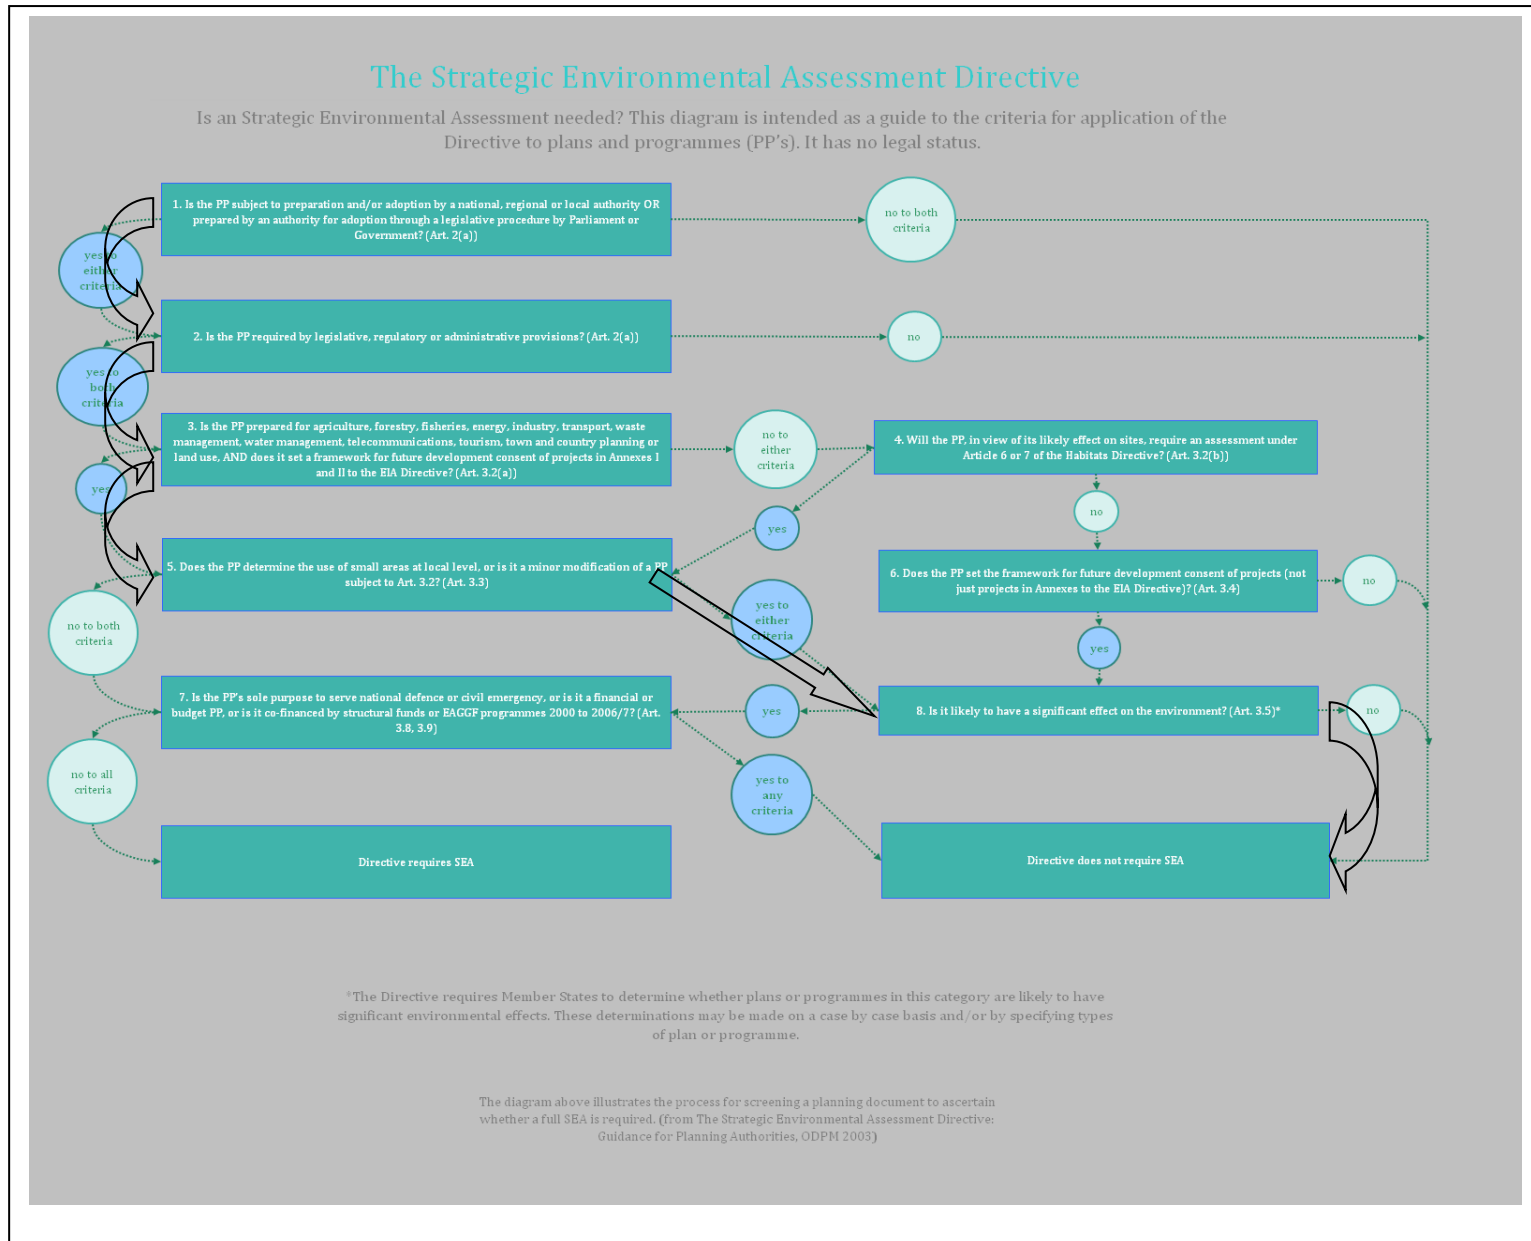 The Strategic Environmental Assessment Directive
Is an Strategic Environmental Assessment needed? This diagram is intended as a guide to the criteria for application of the
Directive to plans and programmes (PP's). It has no legal status.
1. Is the PP subject to preparation and/or adoption by a national, regional or local authority OR
prepared by an authority for adoption through a legislative procedure by Parliament or
Government? (Art. 2(a))
no to both
criteria
yes to
either
criteria
2. Is the PP required by legislative, regulatory or administrative provisions? (Art. 2(a))
no
yes to
both
criteria
3. Is the PP prepared for agriculture, forestry, fisheries, energy, industry, transport, waste
management, water management, telecommunications, tourism, town and country planning or
land use, AND does it set a framework for future development consent of projects in Annexes I
and II to the EIA Directive? (Art. 3.2(a))
no to
either
criteria
4. Will the PP, in view of its likely effect on sites, require an assessment under
Article 6 or 7 of the Habitats Directive? (Art. 3.2(b))
yes
yes
no
5. Does the PP determine the use of small areas at local level, or is it a minor modification of a PP
subject to Art. 3.2? (Art. 3.3)
6. Does the PP set the framework for future development consent of projects (not
just projects in Annexes to the EIA Directive)? (Art. 3.4)
no
no to both
criteria
yes to
either
criteria
yes
7. Is the PP's sole purpose to serve national defence or civil emergency, or is it a financial or
budget PP, or is it co-financed by structural funds or EAGGF programmes 2000 to 2006/7? (Art.
3.8, 3.9)
yes
8. Is it likely to have a significant effect on the environment? (Art. 3.5)*
no
no to all
criteria
yes to
any
criteria
Directive requires SEA
Directive does not require SEA
*The Directive requires Member States to determine whether plans or programmes in this category are likely to have
significant environmental effects. These determinations may be made on a case by case basis and/or by specifying types
of plan or programme.
The diagram above illustrates the process for screening a planning document to ascertain
whether a full SEA is required. (from The Strategic Environmental Assessment Directive:
Guidance for Planning Authorities, ODPM 2003)